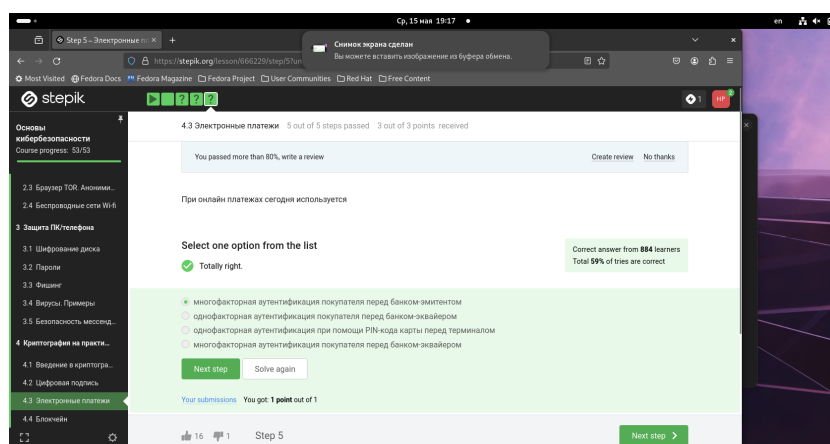 Ср, 15 мая 19:17
en
Step 5 – Электронные пл
Снимок экрана сделан
Вы можете вставить изображение из буфера обмена.
https://stepik.org/lesson/666229/step/5?un
Most Visited Fedora Docs Fedora Magazine Fedora Project User Communities Red Hat Free Content
stepik
? ? ?
1
HP
2
Основы кибербезопасности
Course progress: 53/53
4.3 Электронные платежи 5 out of 5 steps passed 3 out of 3 points received
You passed more than 80%, write a review Create review No thanks
2.3 Браузер TOR. Аноними...
2.4 Беспроводные сети Wi-fi
3 Защита ПК/телефона
3.1 Шифрование диска
3.2 Пароли
3.3 Фишинг
3.4 Вирусы. Примеры
3.5 Безопасность мессенд...
4 Криптография на практи...
4.1 Введение в криптогра...
4.2 Цифровая подпись
4.3 Электронные платежи
4.4 Блокчейн
При онлайн платежах сегодня используется
Select one option from the list
Totally right.
Correct answer from 884 learners
Total 59% of tries are correct
многофакторная аутентификация покупателя перед банком-эмитентом
однофакторная аутентификация покупателя перед банком-эквайером
однофакторная аутентификация при помощи PIN-кода карты перед терминалом
многофакторная аутентификация покупателя перед банком-эквайером
Next step Solve again
Your submissions You got: 1 point out of 1
16 1 Step 5 Next step